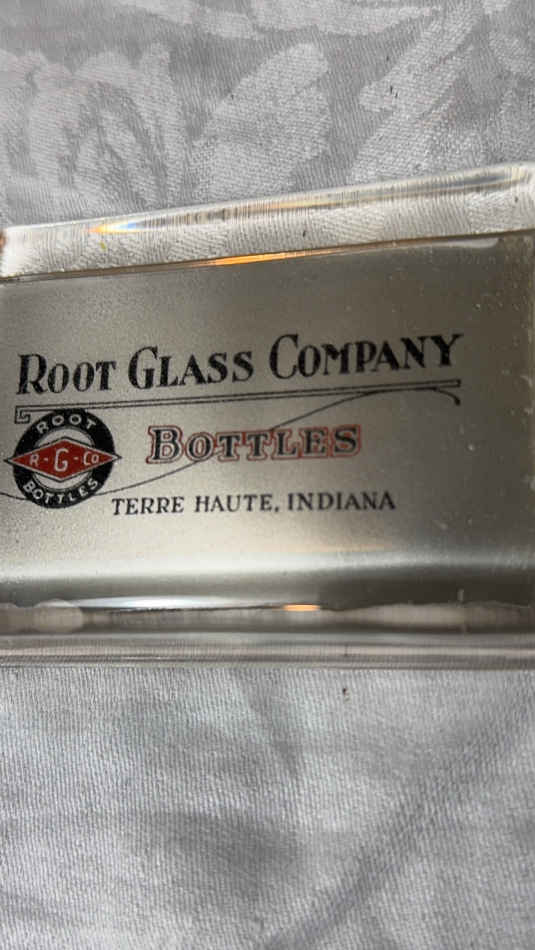 ROOT GLASS COMPANY
ROOT
R-G-CO
BOTTLES
BOTTLES
TERRE HAUTE, INDIANA